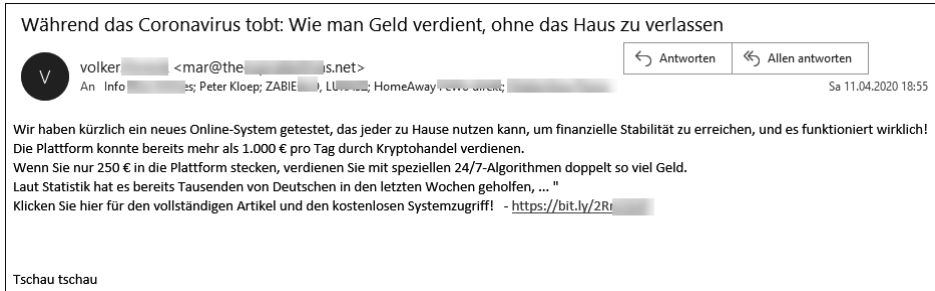 Während das Coronavirus tobt: Wie man Geld verdient, ohne das Haus zu verlassen
Antworten Allen antworten
V
volker <mar@the s.net>
An Info es; Peter Kloep; ZABIE HomeAway
Sa 11.04.2020 18:55
Wir haben kürzlich ein neues Online-System getestet, das jeder zu Hause nutzen kann, um finanzielle Stabilität zu erreichen, und es funktioniert wirklich!
Die Plattform konnte bereits mehr als 1.000 € pro Tag durch Kryptohandel verdienen.
Wenn Sie nur 250 € in die Plattform stecken, verdienen Sie mit speziellen 24/7-Algorithmen doppelt so viel Geld.
Laut Statistik hat es bereits Tausenden von Deutschen in den letzten Wochen geholfen, ... "
Klicken Sie hier für den vollständigen Artikel und den kostenlosen Systemzugriff! - https://bit.ly/2R
Tschau tschau